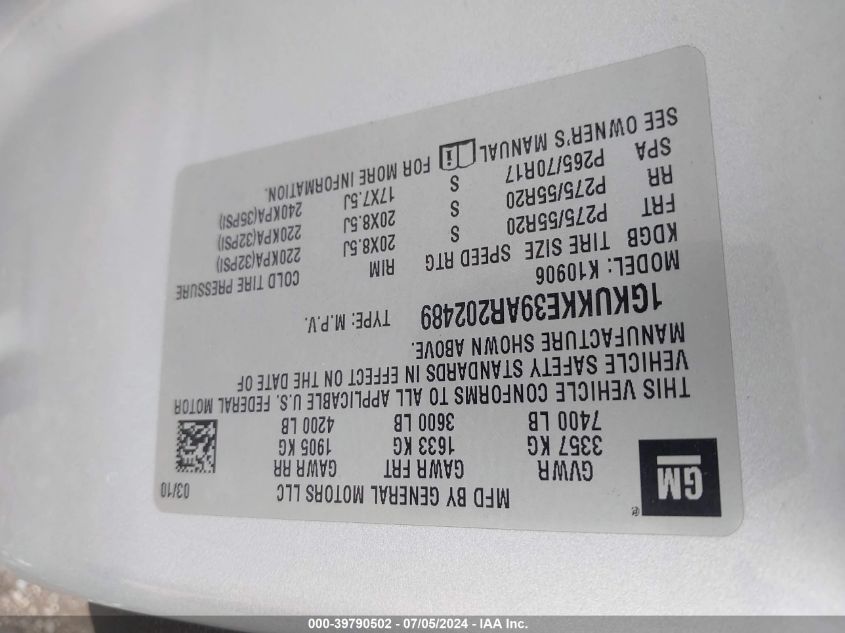 GM ®
MFD BY GENERAL MOTORS LLC 03/10
GVWR GAWR FRT GAWR RR
3357 KG 1633 KG 1905 KG
7400 LB 3600 LB 4200 LB
THIS VEHICLE CONFORMS TO ALL APPLICABLE U.S. FEDERAL MOTOR
VEHICLE SAFETY STANDARDS IN EFFECT ON THE DATE OF
MANUFACTURE SHOWN ABOVE.
1GKUKKE39AR202489 TYPE: M.P.V.
MODEL: K10906
KDGB TIRE SIZE SPEED RTG RIM COLD TIRE PRESSURE
FRT P275/55R20 S 20X8.5J 220KPA(32PSI)
RR P275/55R20 S 20X8.5J 220KPA(32PSI)
SPA P265/70R17 S 17X7.5J 240KPA(35PSI)
SEE OWNER'S MANUAL i FOR MORE INFORMATION.
000-39790502 - 07/05/2024 - IAA Inc.